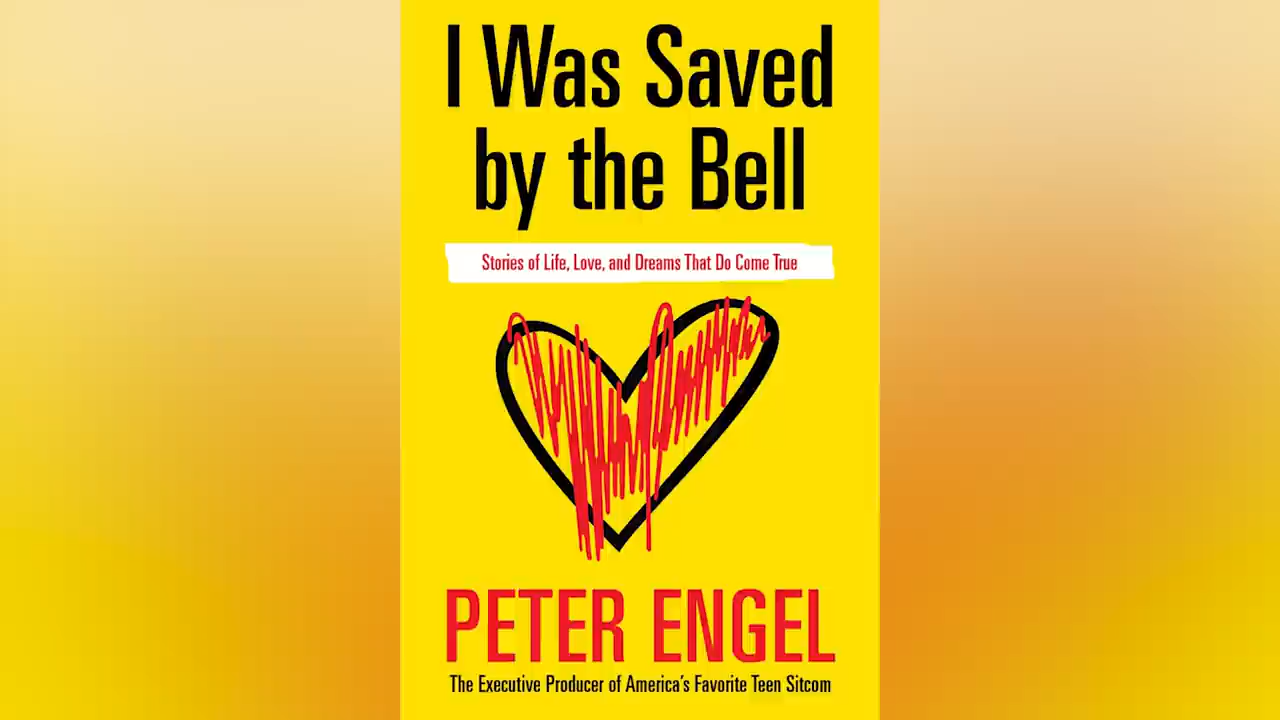 I Was Saved
by the Bell
Stories of Life, Love, and Dreams That Do Come True
PETER ENGEL
The Executive Producer of America's Favorite Teen Sitcom